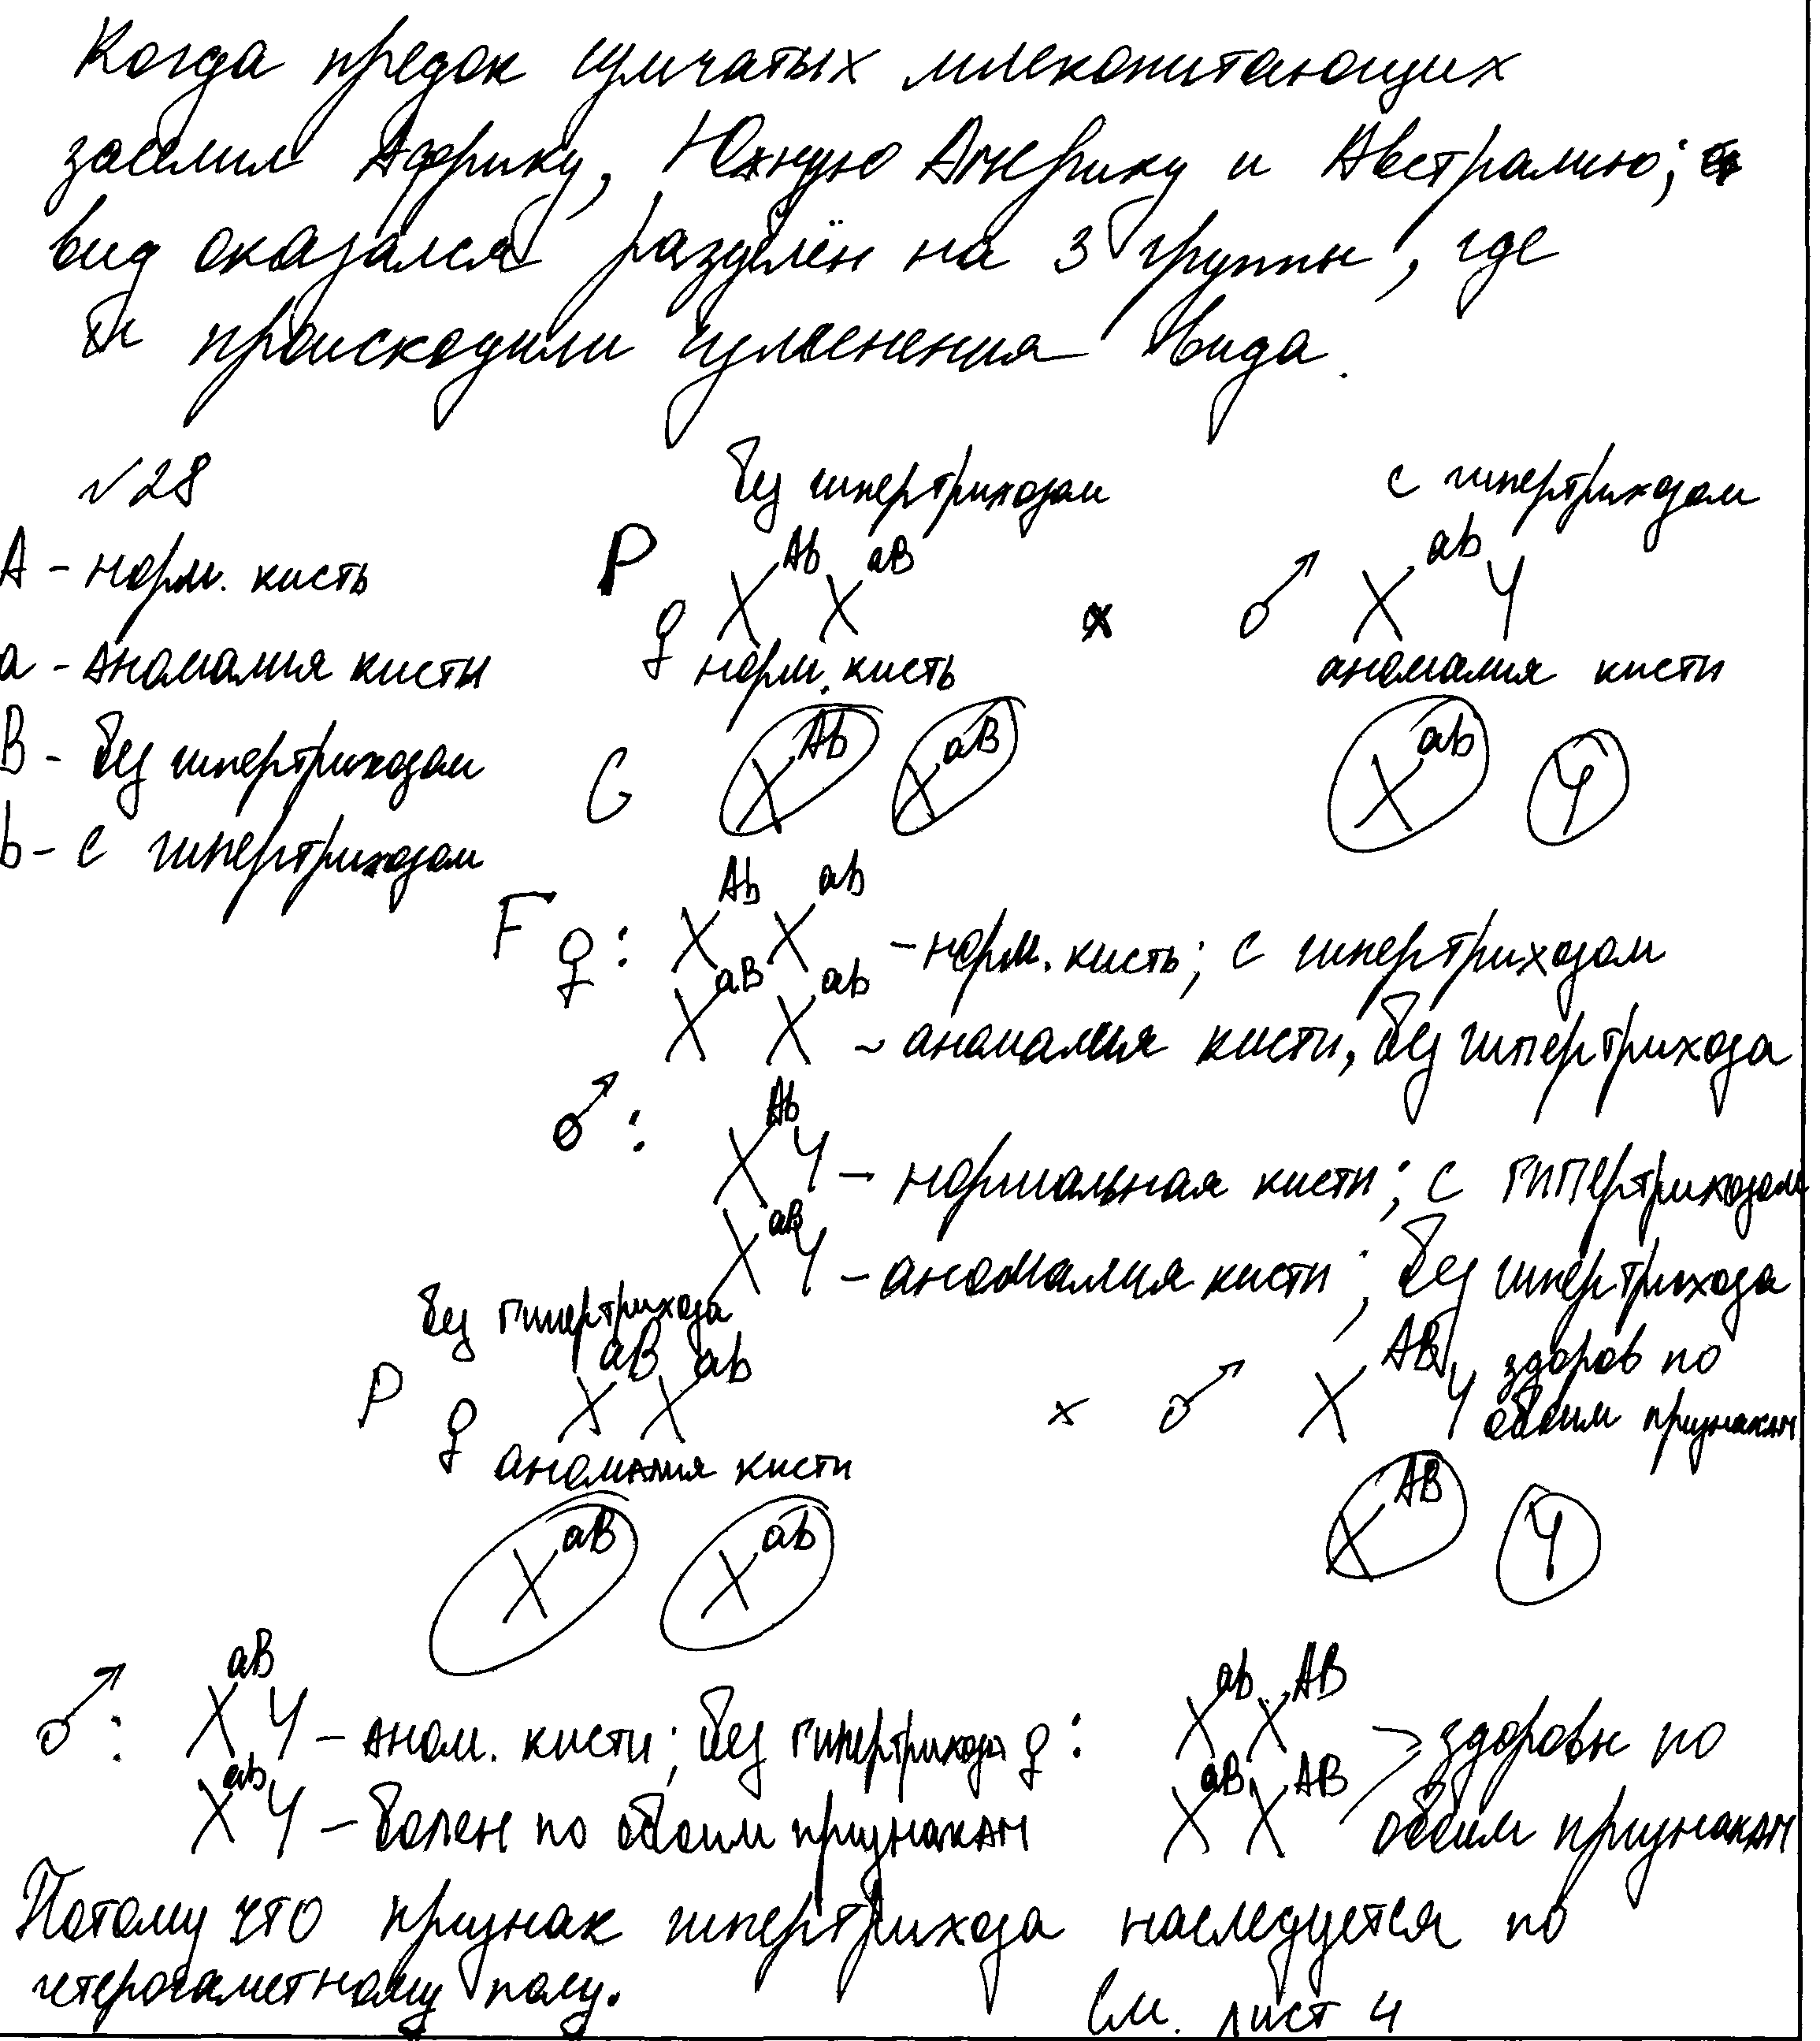 Когда предок сумчатых млекопитающих
заселил Африку, Южную Америку и Австралию;
вид оказался разделён на 3 группы, где
и происходили изменения вида.
№28
без гипертрихозом с гипертрихозом
A - норм. кисть
P ♀ X^Ab X^aB x ♂ X^ab Y
a - аномалия кисти
норм. кисть аномалия кисти
B - без гипертрихозом
G X^Ab X^aB X^ab Y
b - с гипертрихозом
F ♀: X^Ab X^ab - норм. кисть; с гипертрихозом
X^aB X^ab - аномалия кисти, без гипертрихоза
♂: X^Ab Y - нормальная кисти; с гипертрихозом
X^aB Y - аномалия кисти; без гипертрихоза
без гипертрихоза
P ♀ X^aB X^ab x ♂ X^AB Y здоров по
обоим признакам
аномалия кисти
X^aB X^ab X^AB Y
♂: X^aB Y - аном. кисти; без гипертрихоза ♀: X^ab X^AB > здоровы по
X^ab Y - болен по обоим признакам X^aB X^AB обоим признакам
Потому что признак гипертрихоза наследуется по
гетерогаметному полу.
См. лист 4